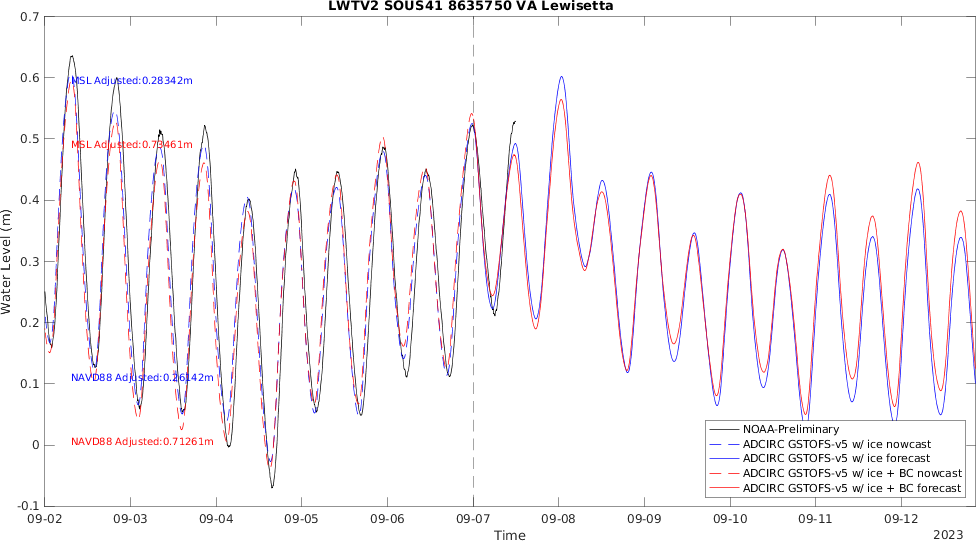 LWTV2 SOUS41 8635750 VA Lewisetta
0.7
0.6
0.5
0.4
0.3
0.2
0.1
0
-0.1
Water Level (m)
MSL Adjusted:0.28342m
MSL Adjusted:0.73461m
NAVD88 Adjusted:0.26142m
NAVD88 Adjusted:0.71261m
NOAA-Preliminary
ADCIRC GSTOFS-v5 w/ ice nowcast
ADCIRC GSTOFS-v5 w/ ice forecast
ADCIRC GSTOFS-v5 w/ ice + BC nowcast
ADCIRC GSTOFS-v5 w/ ice + BC forecast
09-02 09-03 09-04 09-05 09-06 09-07 09-08 09-09 09-10 09-11 09-12
Time
2023